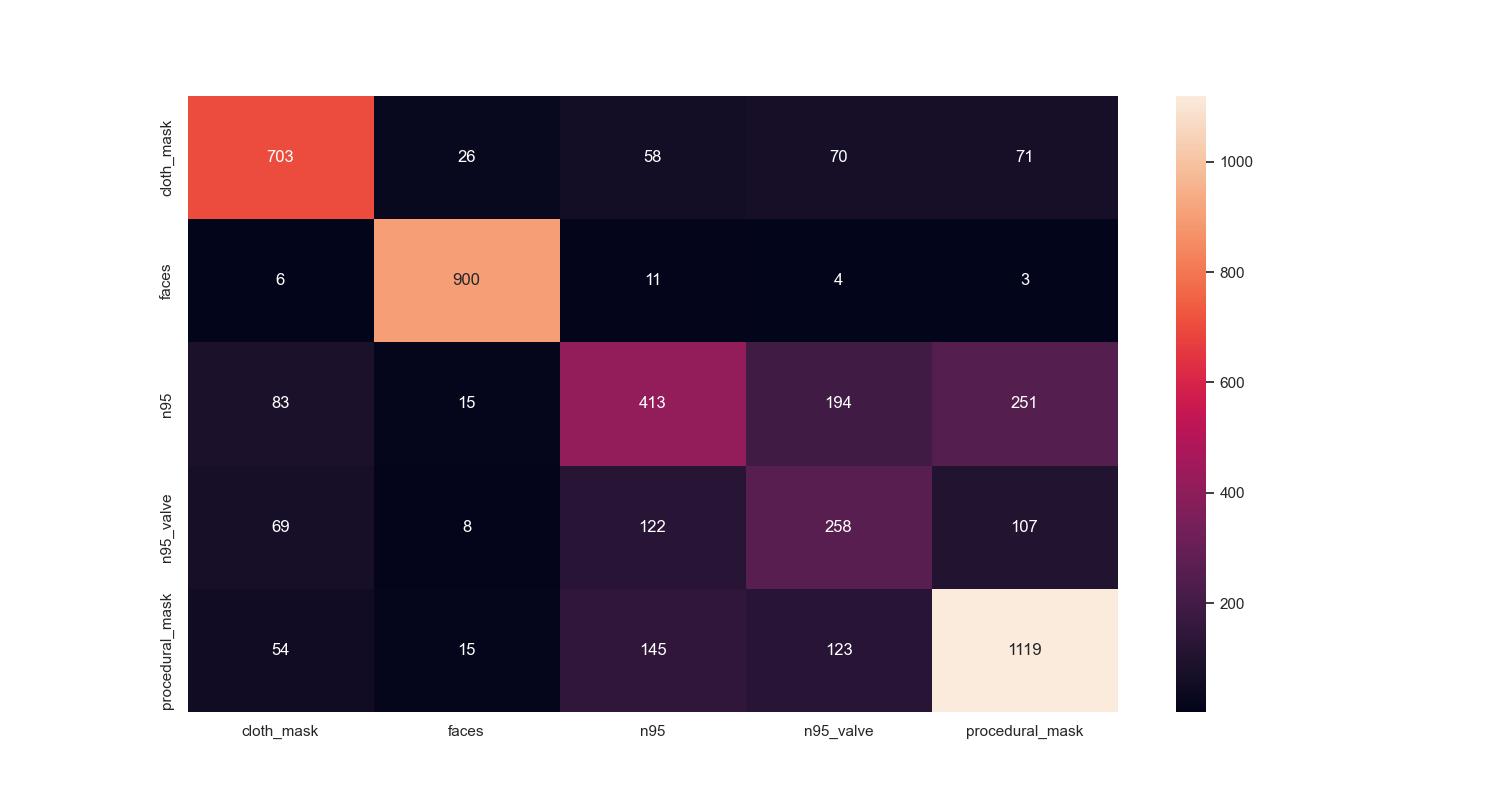 cloth_mask 703 26 58 70 71
faces 6 900 11 4 3
n95 83 15 413 194 251
n95_valve 69 8 122 258 107
procedural_mask 54 15 145 123 1119
cloth_mask faces n95 n95_valve procedural_mask
1000
800
600
400
200